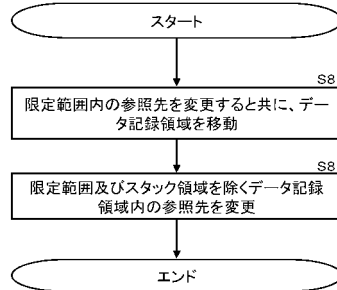 スタート
S8
限定範囲内の参照先を変更すると共に、デー
タ記録領域を移動
S8
限定範囲及びスタック領域を除くデータ記録
領域内の参照先を変更
エンド